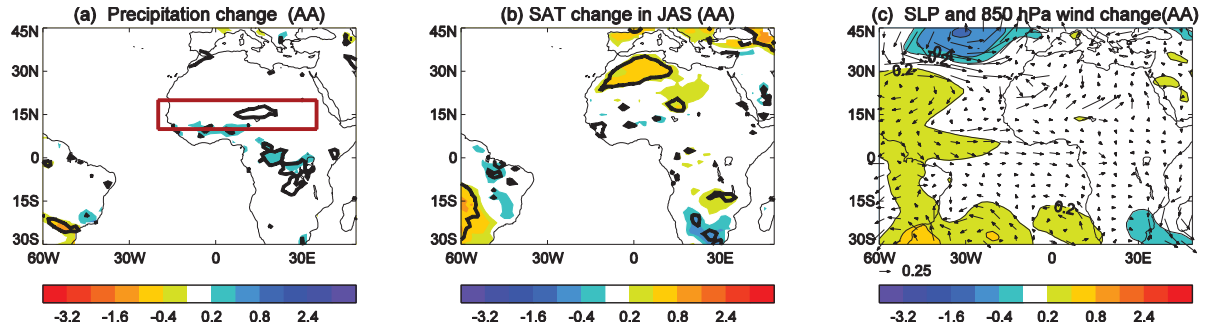 (a) Precipitation change (AA)
45N
30N
15N
0
15S
30S
60W 30W 0 30E
-3.2 -1.6 -0.4 0.2 0.8 2.4
(b) SAT change in JAS (AA)
45N
30N
15N
0
15S
30S
60W 30W 0 30E
-3.2 -1.6 -0.4 0.2 0.8 2.4
(c) SLP and 850 hPa wind change(AA)
45N
30N
15N
0
15S
30S
0.2
0.2
60W 30W 0 30E
0.25
-3.2 -1.6 -0.4 0.2 0.8 2.4